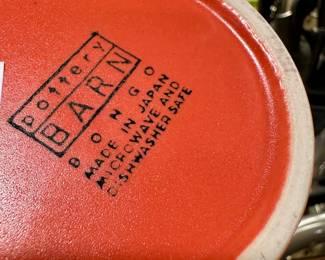 pottery
BARN
BONGO
MADE IN JAPAN
MICROWAVE AND
DISHWASHER SAFE